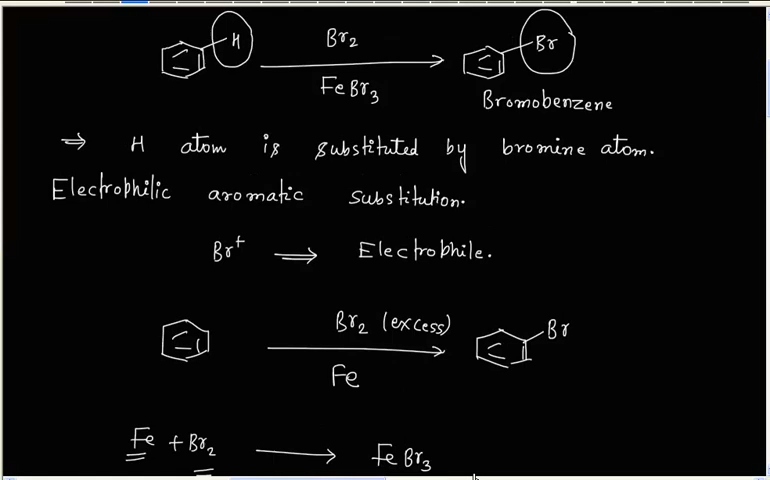 H Br2 Br
FeBr3
Bromobenzene
⇒ H atom is substituted by bromine atom.
Electrophilic aromatic substitution.
Br+ ⇒ Electrophile.
Br2 (excess) Br
Fe
Fe + Br2 → FeBr3